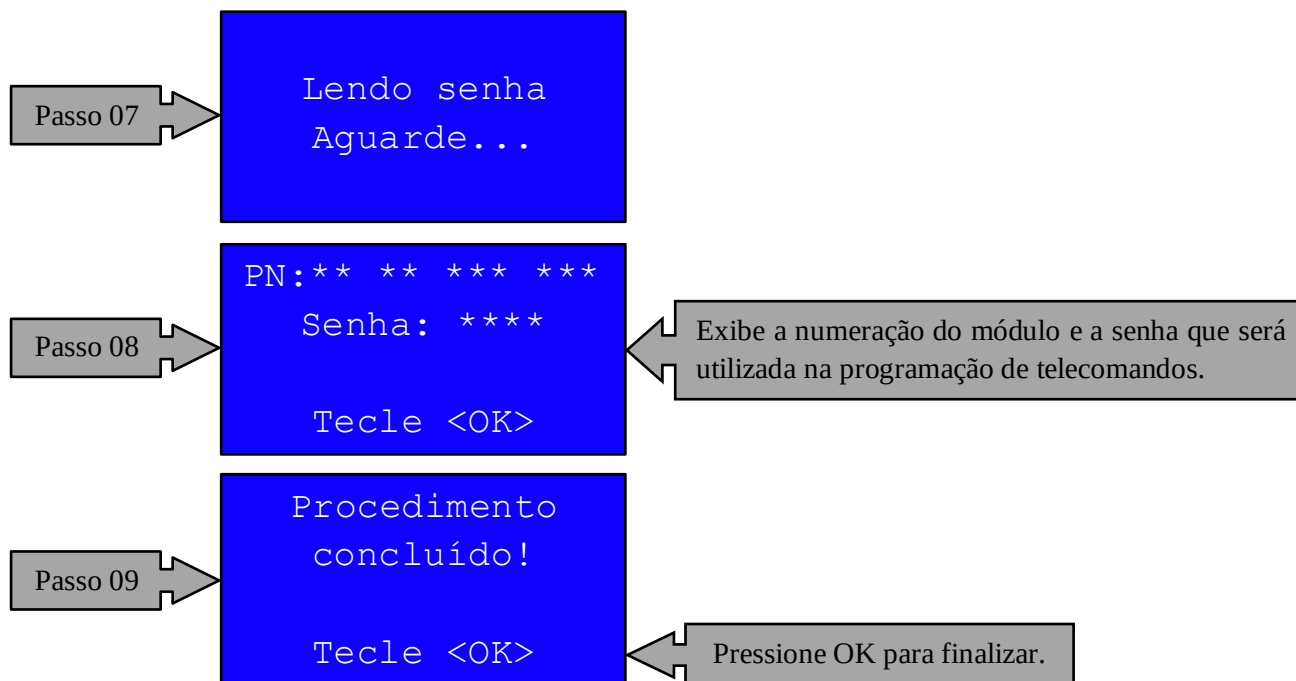 Passo 07
Lendo senha
Aguarde...
Passo 08
PN:** ** *** ***
Senha: ****
Tecle <OK>
Exibe a numeração do módulo e a senha que será
utilizada na programação de telecomandos.
Passo 09
Procedimento
concluído!
Tecle <OK>
Pressione OK para finalizar.